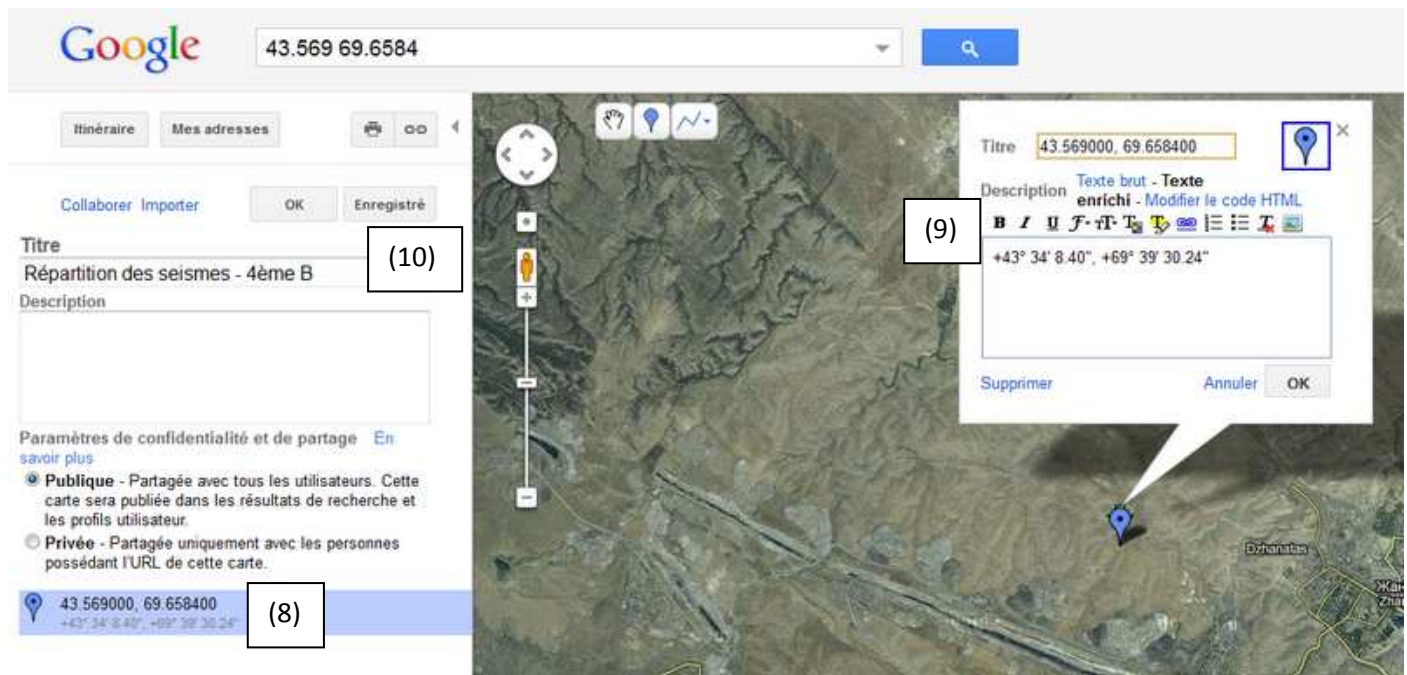 Google
43.569 69.6584
Itinéraire Mes adresses
Collaborer Importer OK Enregistré
(10)
Titre
Répartition des seismes - 4ème B
Description
Paramètres de confidentialité et de partage En
savoir plus
Publique - Partagée avec tous les utilisateurs. Cette
carte sera publiée dans les résultats de recherche et
les profils utilisateur.
Privée - Partagée uniquement avec les personnes
possédant l'URL de cette carte.
43.569000, 69.658400
+43° 34' 8.40", +69° 39' 30.24"
(8)
Titre 43.569000, 69.658400
Description Texte brut - Texte
enrichi - Modifier le code HTML
(9)
B I U
+43° 34' 8.40", +69° 39' 30.24"
Supprimer Annuler OK
Dzhanatas